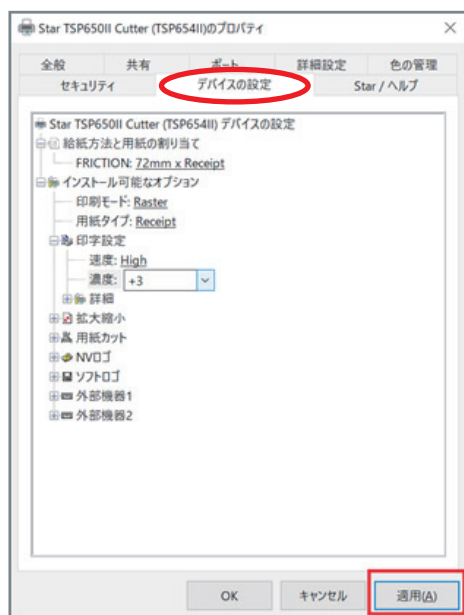 Star TSP650II Cutter (TSP654II)のプロパティ
全般 共有 ポート 詳細設定 色の管理
セキュリティ デバイスの設定 Star / ヘルプ
Star TSP650II Cutter (TSP654II) デバイスの設定
給紙方法と用紙の割り当て
FRICTION: 72mm x Receipt
インストール可能なオプション
印刷モード: Raster
用紙タイプ: Receipt
印字設定
速度: High
濃度: +3
詳細
拡大縮小
用紙カット
NVロゴ
ソフトロゴ
外部機器1
外部機器2
OK キャンセル 適用(A)